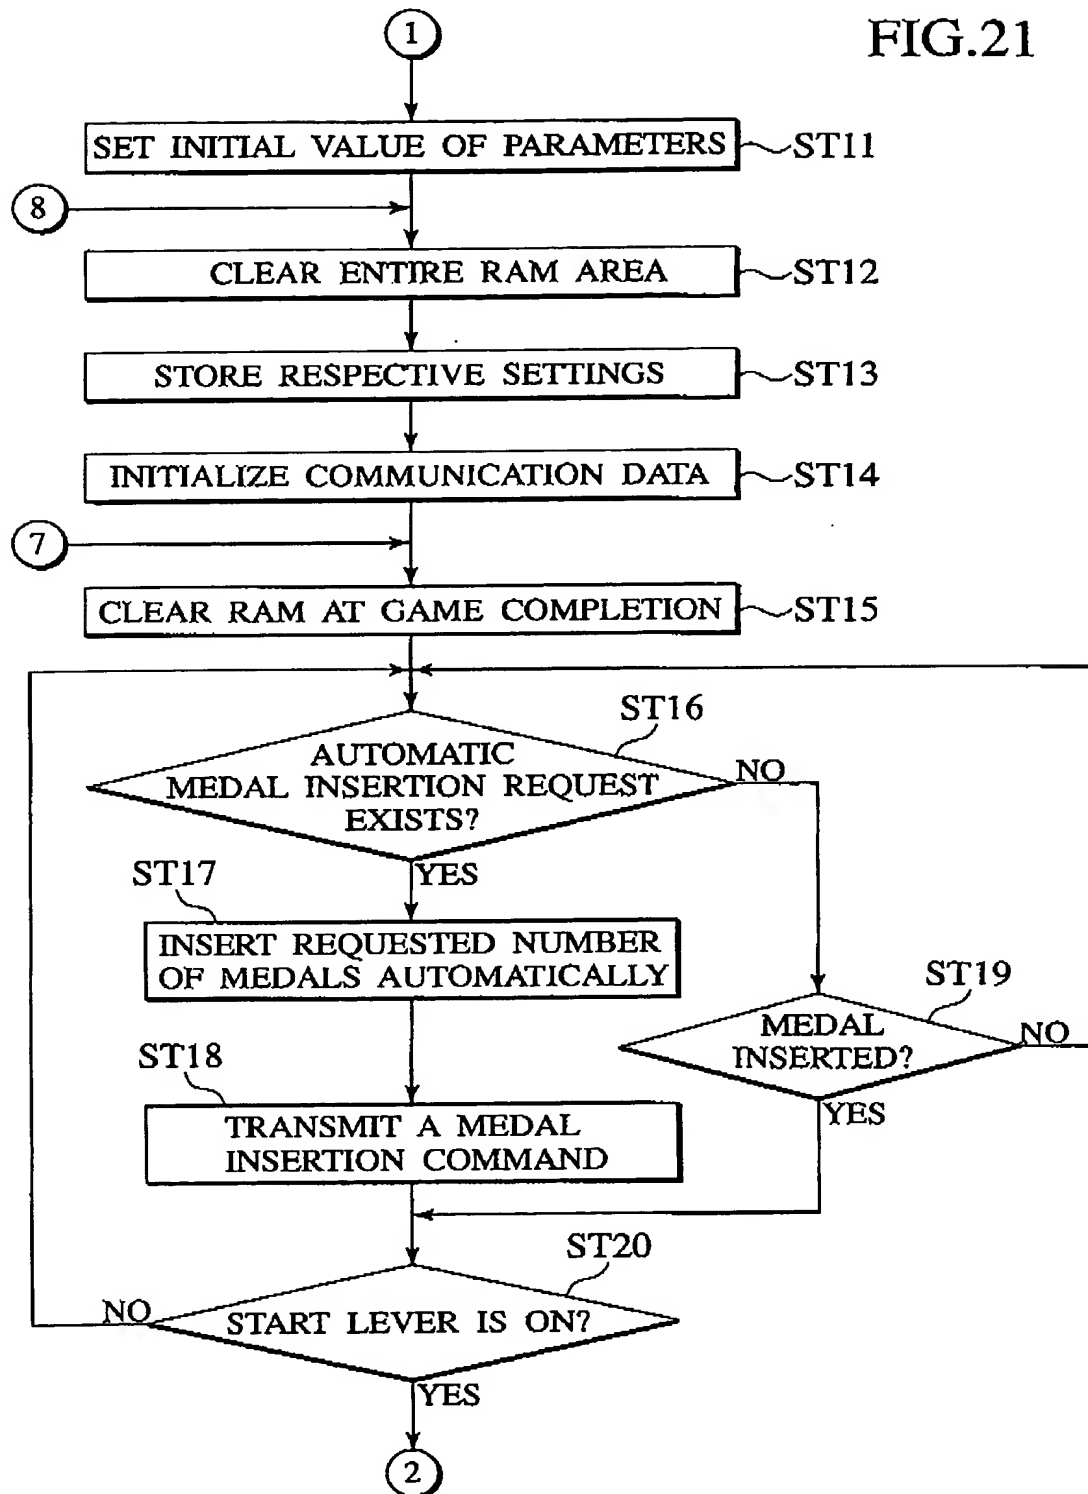 FIG.21
1
SET INITIAL VALUE OF PARAMETERS
ST11
8
CLEAR ENTIRE RAM AREA
ST12
STORE RESPECTIVE SETTINGS
ST13
INITIALIZE COMMUNICATION DATA
ST14
7
CLEAR RAM AT GAME COMPLETION
ST15
ST16
AUTOMATIC
MEDAL INSERTION REQUEST
EXISTS?
NO
YES
ST17
INSERT REQUESTED NUMBER
OF MEDALS AUTOMATICALLY
ST19
MEDAL
INSERTED?
NO
YES
ST18
TRANSMIT A MEDAL
INSERTION COMMAND
ST20
START LEVER IS ON?
NO
YES
2